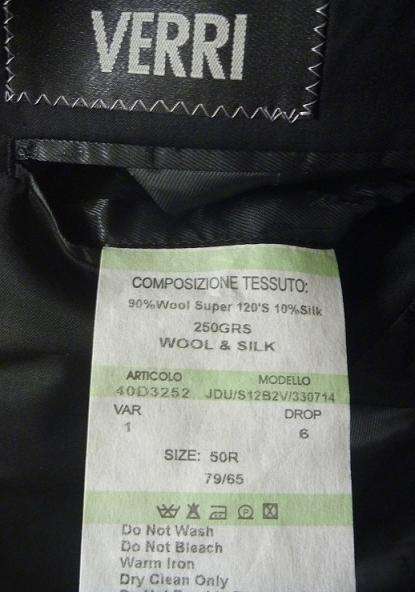 VERRI
COMPOSIZIONE TESSUTO:
90%Wool Super 120'S 10%Silk
250GRS
WOOL & SILK
ARTICOLO MODELLO
40D3252 JDU/S12B2V/330714
VAR DROP
1 6
SIZE: 50R
79/65
Do Not Wash
Do Not Bleach
Warm Iron
Dry Clean Only